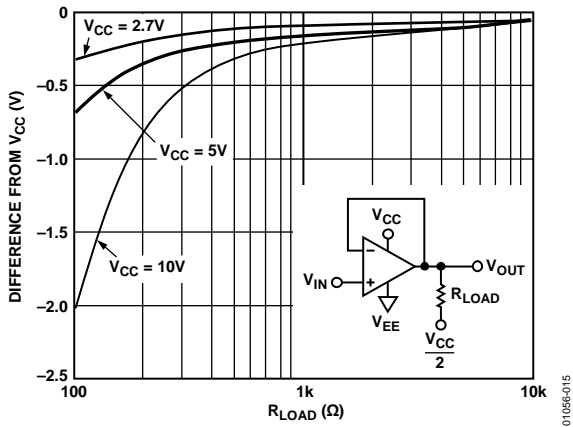 0
–0.5
–1.0
–1.5
–2.0
–2.5
DIFFERENCE FROM VCC (V)
VCC = 2.7V
VCC = 5V
VCC = 10V
VCC
–
+
VIN
VOUT
VEE
RLOAD
VCC
2
100
1k
10k
RLOAD (Ω)
01056-015